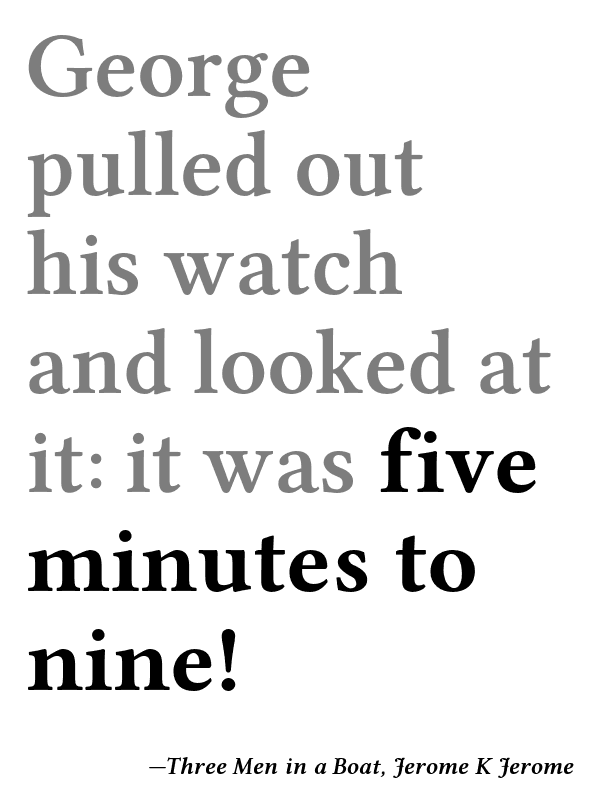 George
pulled out
his watch
and looked at
it: it was five
minutes to
nine!
—Three Men in a Boat, Jerome K Jerome